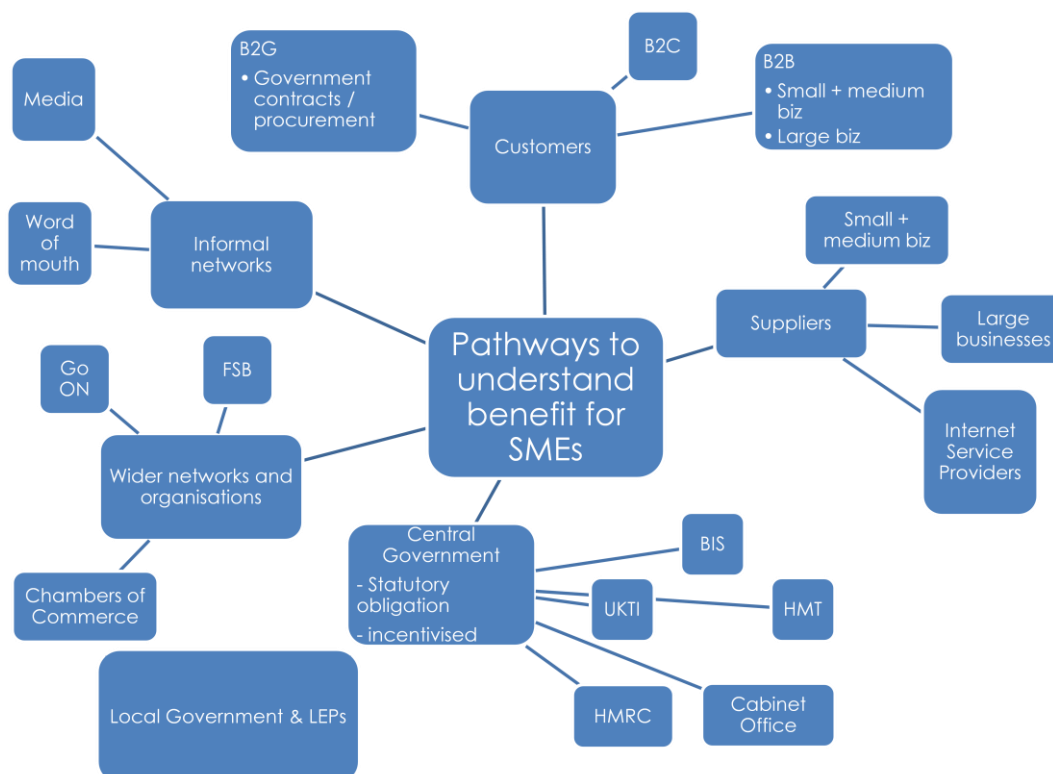 B2G
• Government
contracts /
procurement
B2C
B2B
• Small + medium
biz
• Large biz
Media
Customers
Word
of
mouth
Informal
networks
Small +
medium biz
Suppliers
Large
businesses
Pathways to
understand
benefit for
SMEs
Go
ON
FSB
Internet
Service
Providers
Wider networks and
organisations
Central
Government
- Statutory
obligation
- incentivised
BIS
Chambers of
Commerce
UKTI
HMT
Local Government & LEPs
HMRC
Cabinet
Office